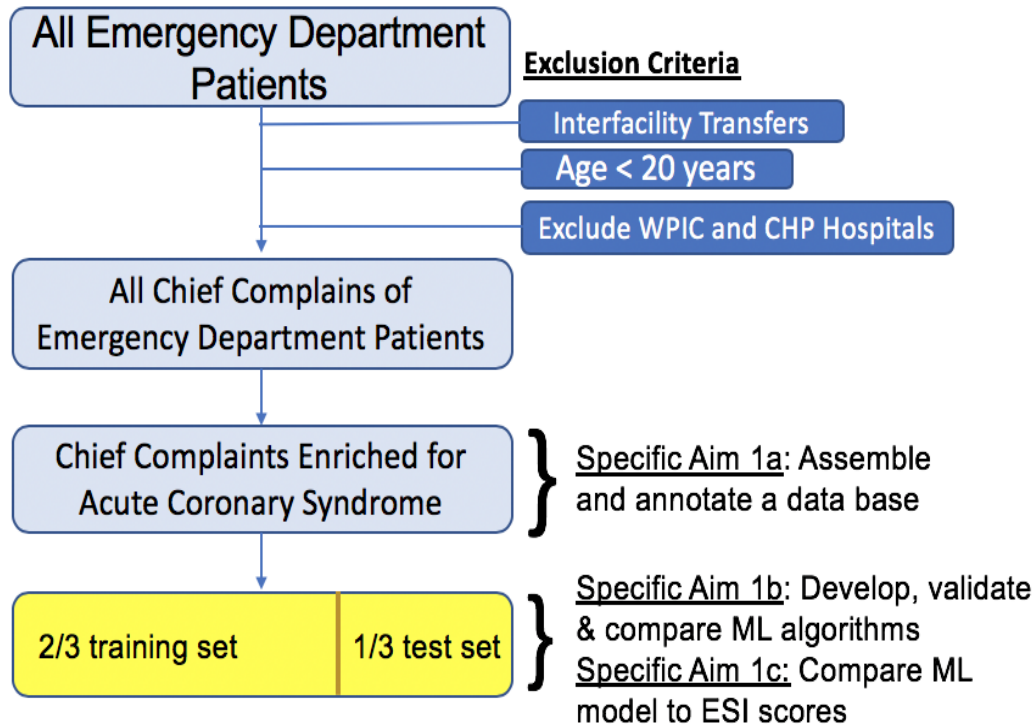 All Emergency Department
Patients
Exclusion Criteria
Interfacility Transfers
Age < 20 years
Exclude WPIC and CHP Hospitals
All Chief Complains of
Emergency Department Patients
Chief Complaints Enriched for
Acute Coronary Syndrome
Specific Aim 1a: Assemble
and annotate a data base
2/3 training set
1/3 test set
Specific Aim 1b: Develop, validate
& compare ML algorithms
Specific Aim 1c: Compare ML
model to ESI scores